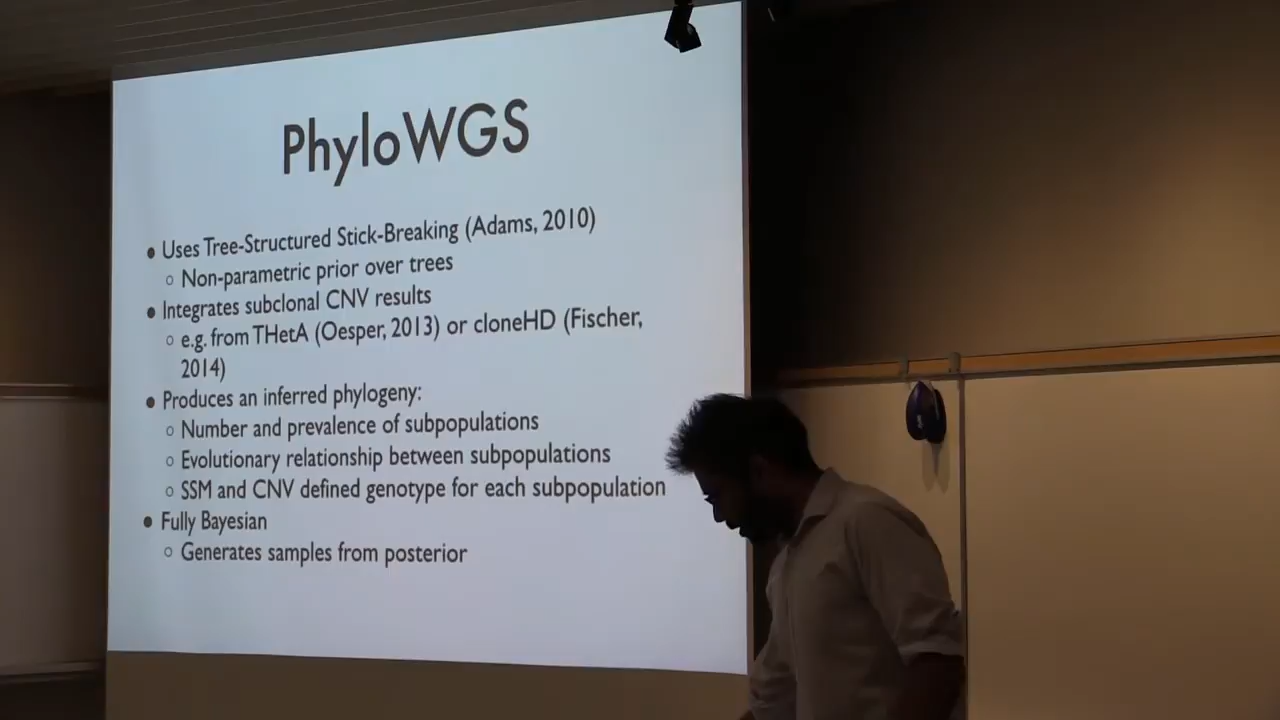 PhyloWGS
● Uses Tree-Structured Stick-Breaking (Adams, 2010)
○ Non-parametric prior over trees
● Integrates subclonal CNV results
○ e.g. from THetA (Oesper, 2013) or cloneHD (Fischer,
2014)
● Produces an inferred phylogeny:
○ Number and prevalence of subpopulations
○ Evolutionary relationship between subpopulations
○ SSM and CNV defined genotype for each subpopulation
● Fully Bayesian
○ Generates samples from posterior